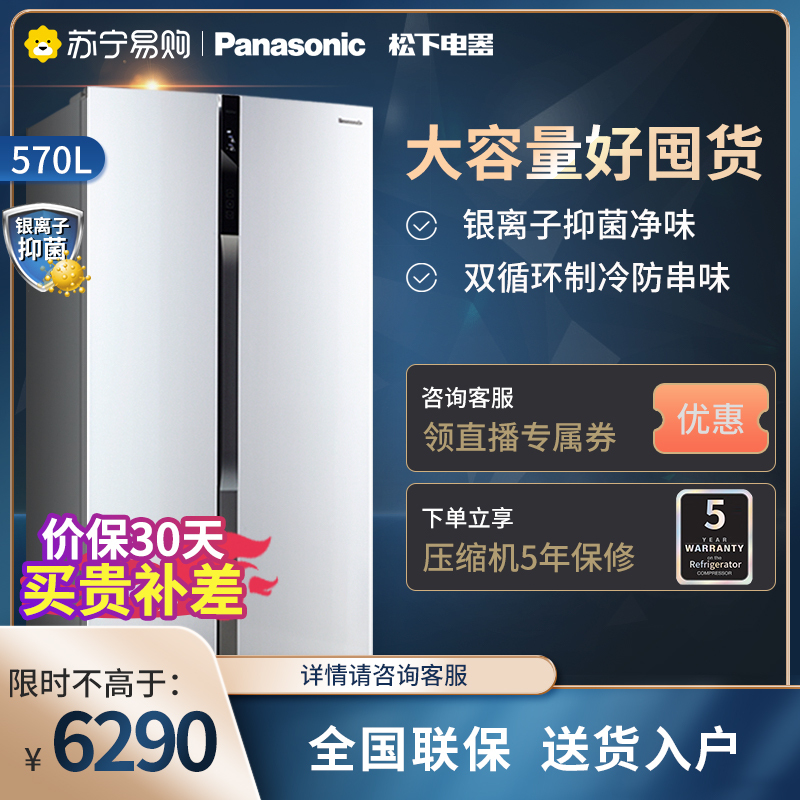 苏宁易购 Panasonic 松下电器
Panasonic
570L
银离子
抑菌
大容量好囤货
银离子抑菌净味
双循环制冷防串味
咨询客服
领直播专属券
优惠
下单立享
压缩机5年保修
5
YEAR
WARRANTY
on the
Refrigerator
COMPRESSOR
价保30天
买贵补差
详情请咨询客服
限时不高于：
¥6290
全国联保 送货入户